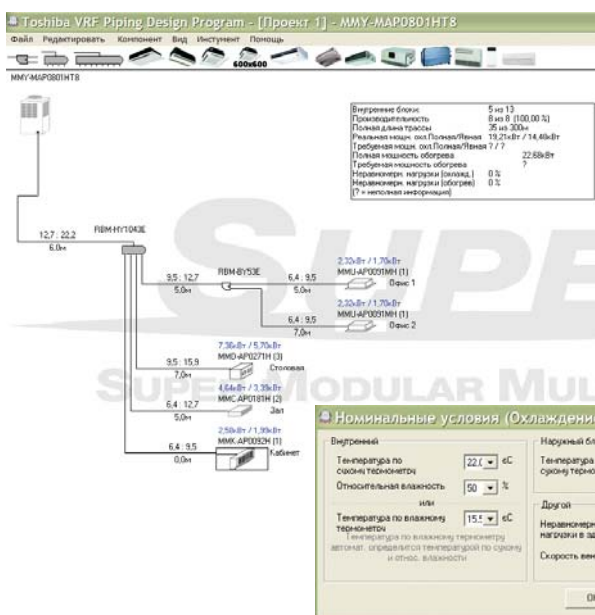 Toshiba VRF Piping Design Program - [Проект 1] - MMY-MAP0801HT8
Файл Редактировать Компонент Вид Инстумент Помощь
600x600
MMY-MAP0801HT8
Внутренние блоки: 5 из 13
Производительность 8 из 8 (100,00 %)
Полная длина трассы 35 из 300м
Реальная мощн. охл.Полная/Явная 19,21кВт / 14,48кВт
Требуемая мощн. охл.Полная/Явная ? / ?
Полная мощность обогрева 22,68кВт
Требуемая мощность обогрева ?
Неравномерн. нагрузки (охлажд.) 0 %
Неравномерн. нагрузки (обогрев) 0 %
(? = неполная информация)
12,7 : 22,2
6,0м
RBM-HY1043E
9,5 : 12,7
5,0м
RBM-BY53E
6,4 : 9,5
5,0м
2,33кВт / 1,70кВт
MMU-AP0091MH (1)
Офис 1
6,4 : 9,5
7,0м
2,33кВт / 1,70кВт
MMU-AP0091MH (1)
Офис 2
9,5 : 15,9
7,0м
7,36кВт / 5,70кВт
MMD-AP0271H (3)
Столовая
6,4 : 12,7
5,0м
4,64кВт / 3,39кВт
MMC-AP0181H (2)
Зал
6,4 : 9,5
0,0м
2,58кВт / 1,99кВт
MMK-AP0092H (1)
Кабинет
SUPE
SUPER MODULAR MUL
Номинальные условия (Охлаждени
Внутренний
Температура по сухому термометру 22.( °C
Относительная влажность 50 %
или
Температура по влажному термометру 15.5 °C
Температура по влажному термометру
автомат. определится температурой по сухому
и относ. влажности
Наружный бл
Температура
сухому термо
Другой
Неравномерн
нагрузки в зд
Скорость вен